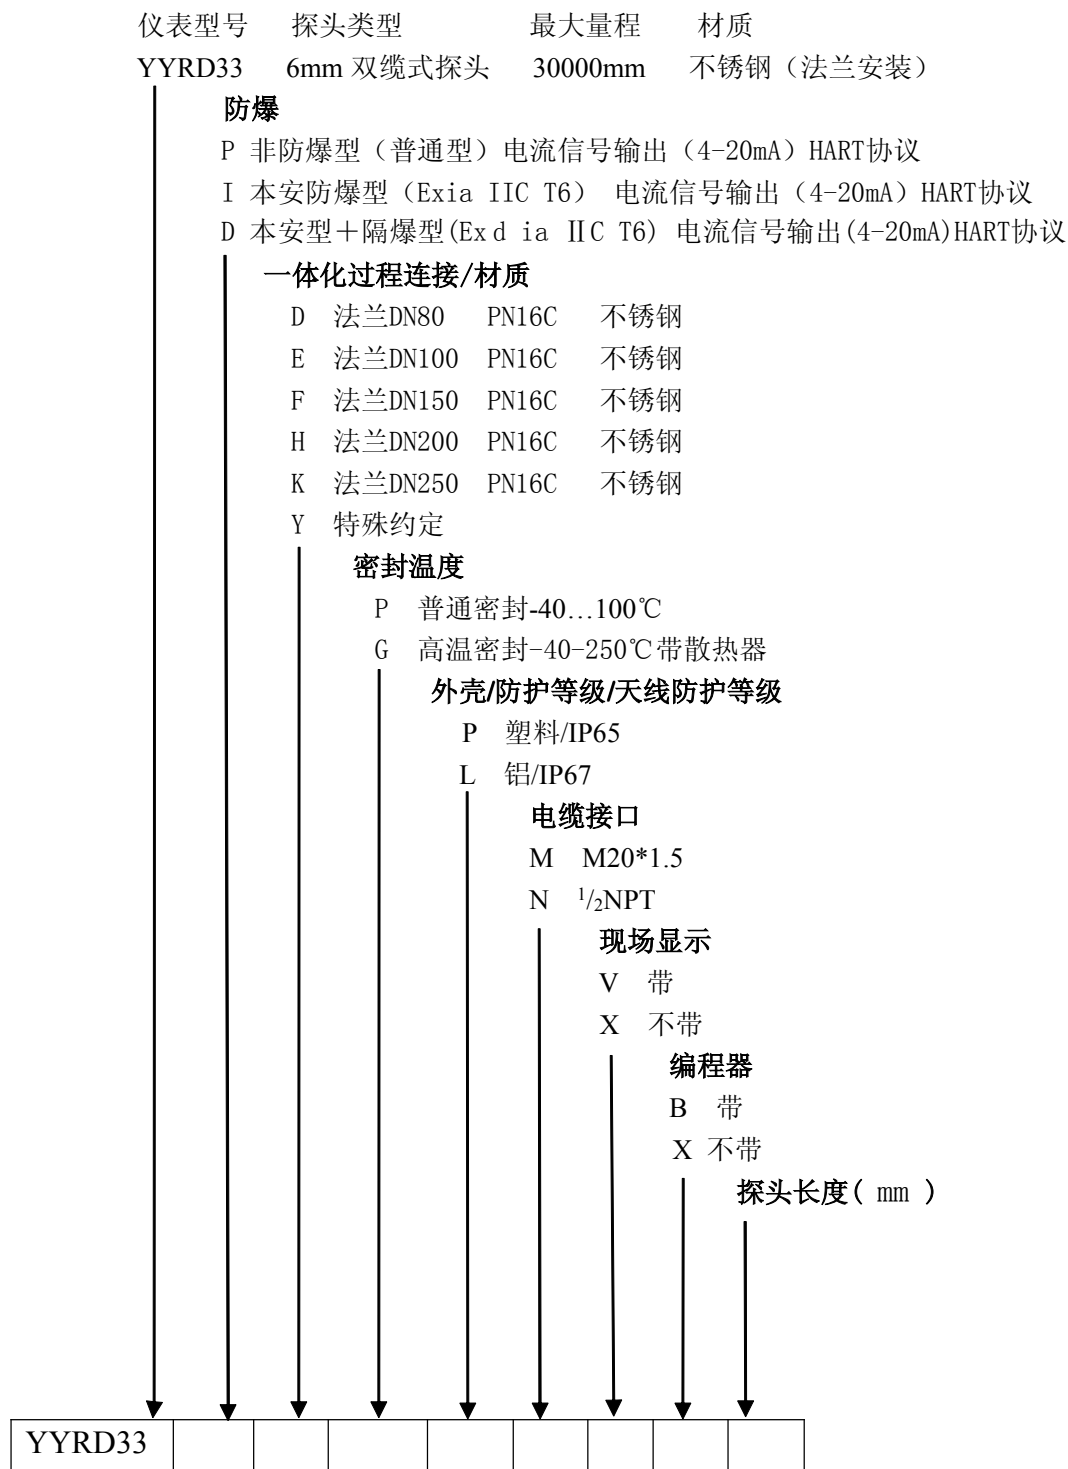 仪表型号 探头类型 最大量程 材质
YYRD33 6mm 双缆式探头 30000mm 不锈钢（法兰安装）
防爆
P 非防爆型（普通型）电流信号输出（4-20mA）HART协议
I 本安防爆型（Exia IIC T6） 电流信号输出（4-20mA）HART协议
D 本安型＋隔爆型(Ex d ia ⅡC T6) 电流信号输出(4-20mA)HART协议
一体化过程连接/材质
D 法兰DN80 PN16C 不锈钢
E 法兰DN100 PN16C 不锈钢
F 法兰DN150 PN16C 不锈钢
H 法兰DN200 PN16C 不锈钢
K 法兰DN250 PN16C 不锈钢
Y 特殊约定
密封温度
P 普通密封-40…100℃
G 高温密封-40-250℃带散热器
外壳/防护等级/天线防护等级
P 塑料/IP65
L 铝/IP67
电缆接口
M M20*1.5
N 1/2NPT
现场显示
V 带
X 不带
编程器
B 带
X 不带
探头长度( mm )
YYRD33